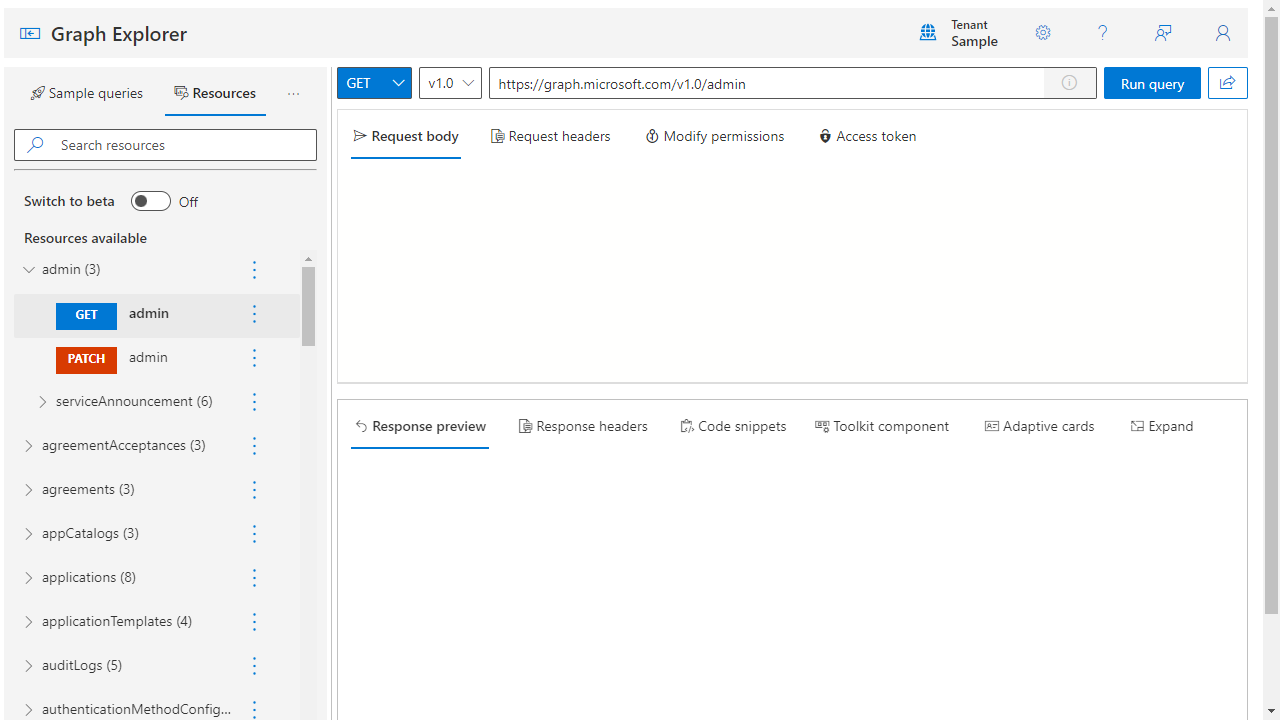 Graph Explorer
Tenant
Sample
Sample queries
Resources
GET
v1.0
https://graph.microsoft.com/v1.0/admin
Run query
Search resources
Request body
Request headers
Modify permissions
Access token
Switch to beta
Off
Resources available
admin (3)
GET
admin
PATCH
admin
serviceAnnouncement (6)
agreementAcceptances (3)
agreements (3)
appCatalogs (3)
applications (8)
applicationTemplates (4)
auditLogs (5)
authenticationMethodConfig...
Response preview
Response headers
Code snippets
Toolkit component
Adaptive cards
Expand